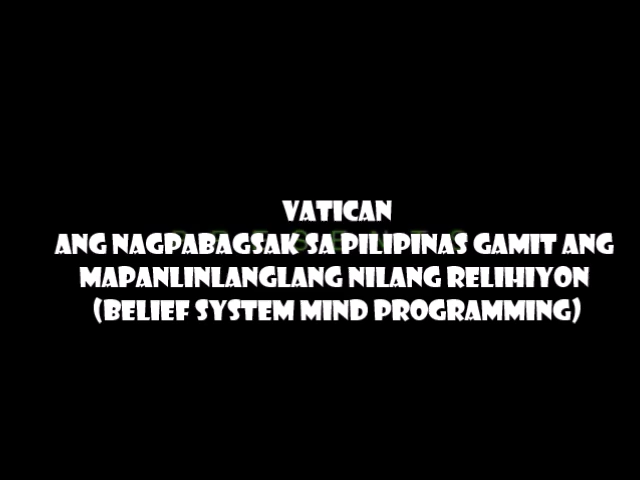 VATICAN
ANG NAGPABAGSAK SA PILIPINAS GAMIT ANG
MAPANLINLANGLANG NILANG RELIHIYON
(BELIEF SYSTEM MIND PROGRAMMING)